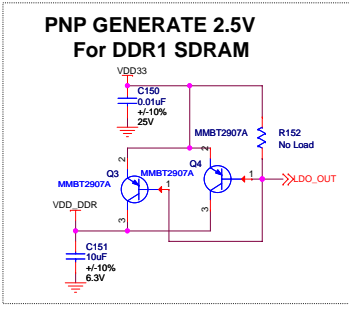 PNP GENERATE 2.5V
For DDR1 SDRAM
VDD33
C150
0.01uF
+/-10%
25V
MMBT2907A
R152
No Load
2
2
Q3
MMBT2907A
Q4
MMBT2907A
1
1
LDO_OUT
VDD_DDR
3
3
C151
10uF
+/-10%
6.3V